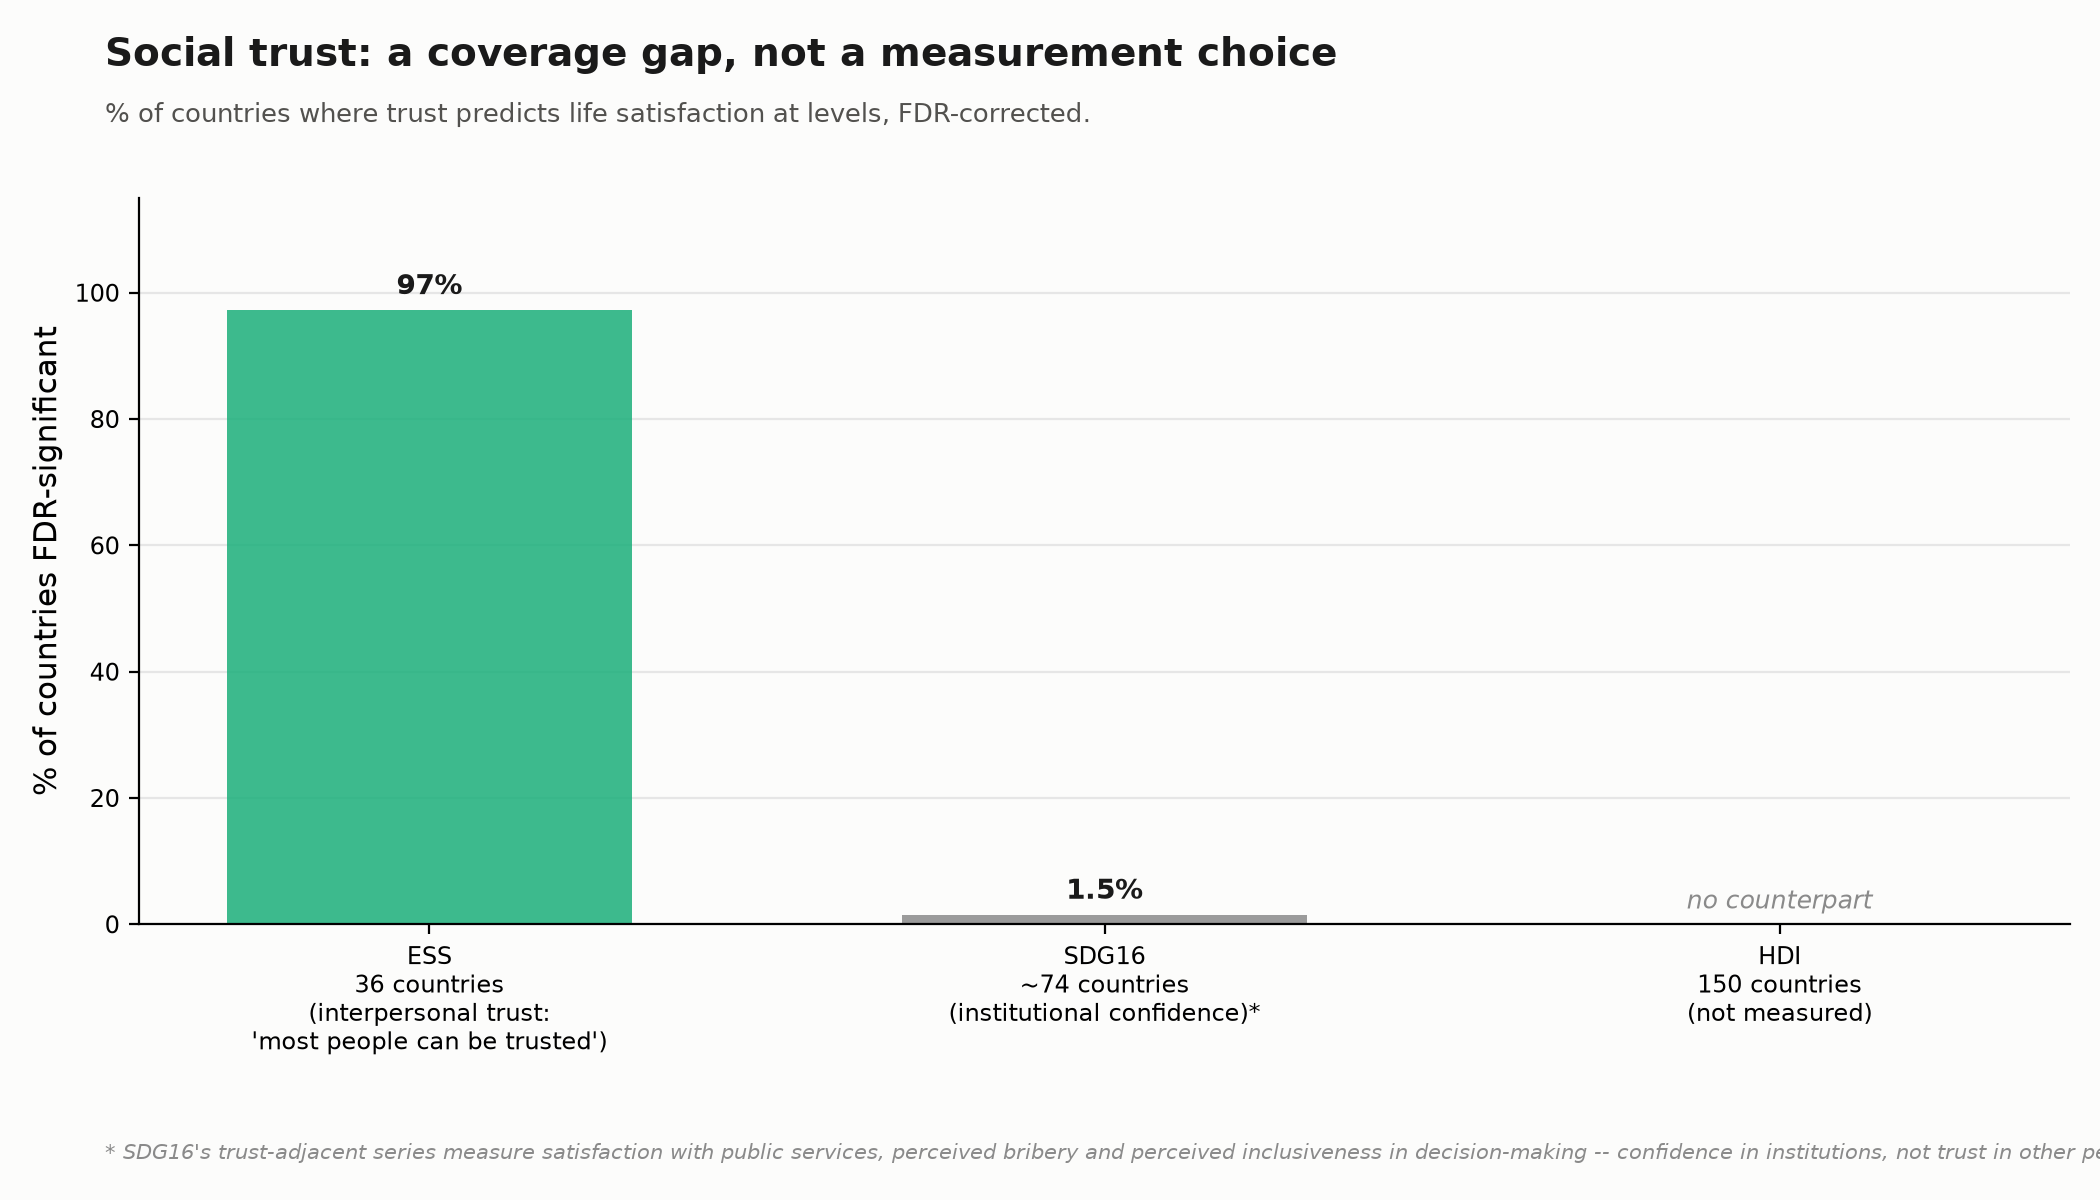 Social trust: a coverage gap, not a measurement choice
% of countries where trust predicts life satisfaction at levels, FDR-corrected.
% of countries FDR-significant
100
80
60
40
20
0
97%
1.5%
no counterpart
ESS
36 countries
(interpersonal trust:
'most people can be trusted')
SDG16
~74 countries
(institutional confidence)*
HDI
150 countries
(not measured)
* SDG16's trust-adjacent series measure satisfaction with public services, perceived bribery and perceived inclusiveness in decision-making -- confidence in institutions, not trust in other